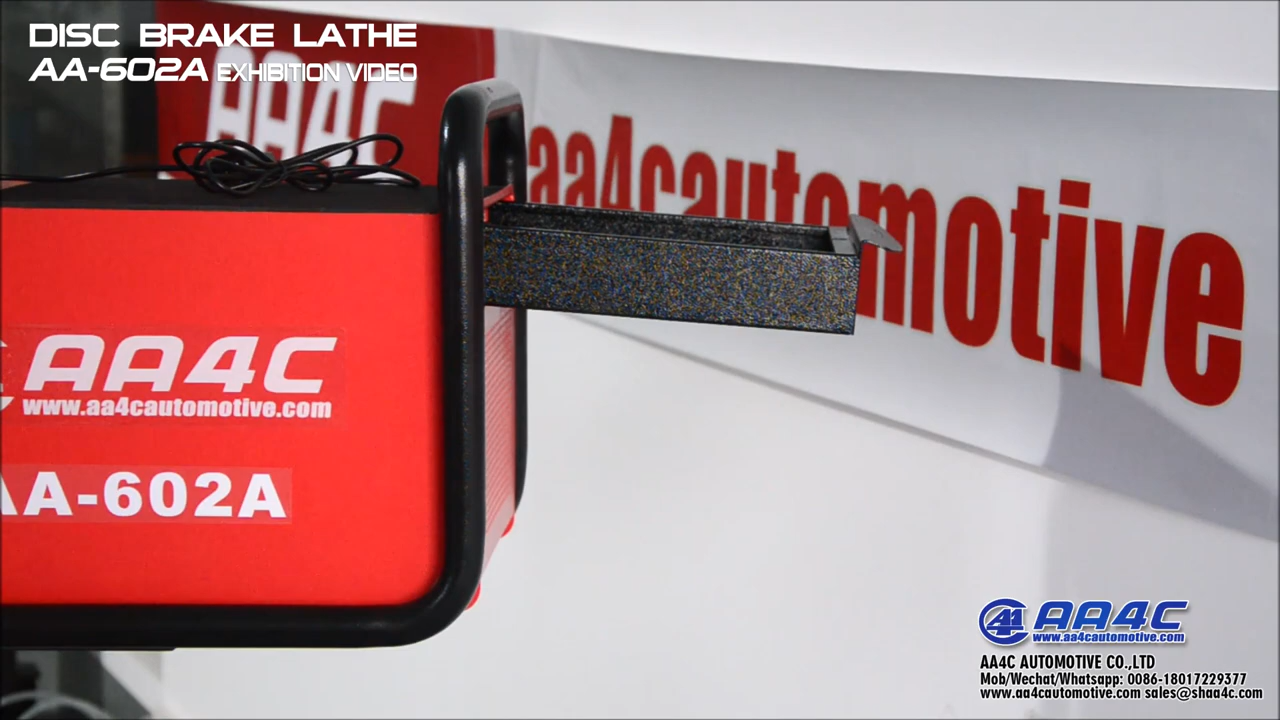 DISC BRAKE LATHE
AA-602A EXHIBITION VIDEO
AA4C
aa4cautomotive
AA4C
www.aa4cautomotive.com
AA-602A
AA4C
www.aa4cautomotive.com
AA4C AUTOMOTIVE CO.,LTD
Mob/Wechat/Whatsapp: 0086-18017229377
www.aa4cautomotive.com sales@shaa4c.com